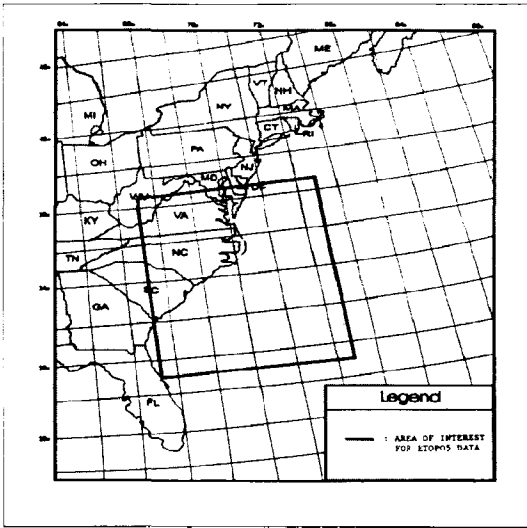 ME
VT
NH
NY
MA
MI
CT
RI
PA
OH
NJ
MD
DE
VA
KY
NC
TN
SC
GA
FL
Legend
: AREA OF INTEREST
FOR ETOPO5 DATA